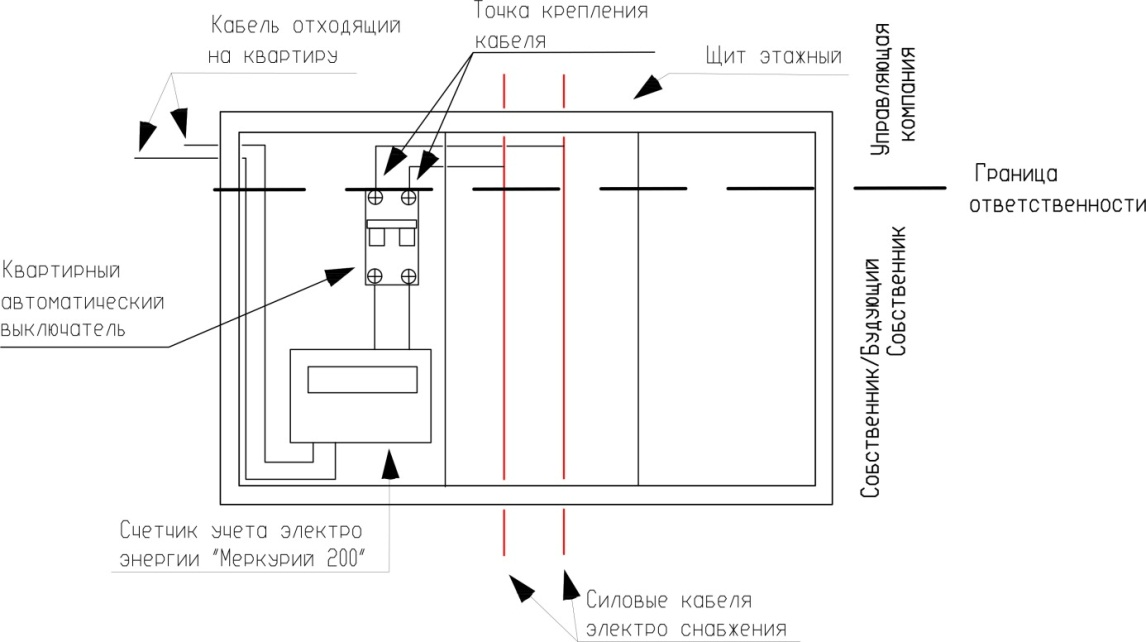 Точка крепления
кабеля
Кабель отходящий
на квартиру
Щит этажный
Управляющая
компания
Граница
ответственности
Квартирный
автоматический
выключатель
Собственник/Будующий
Собственник
Счетчик учета электро
энергии "Меркурий 200"
Силовые кабеля
электро снабжения